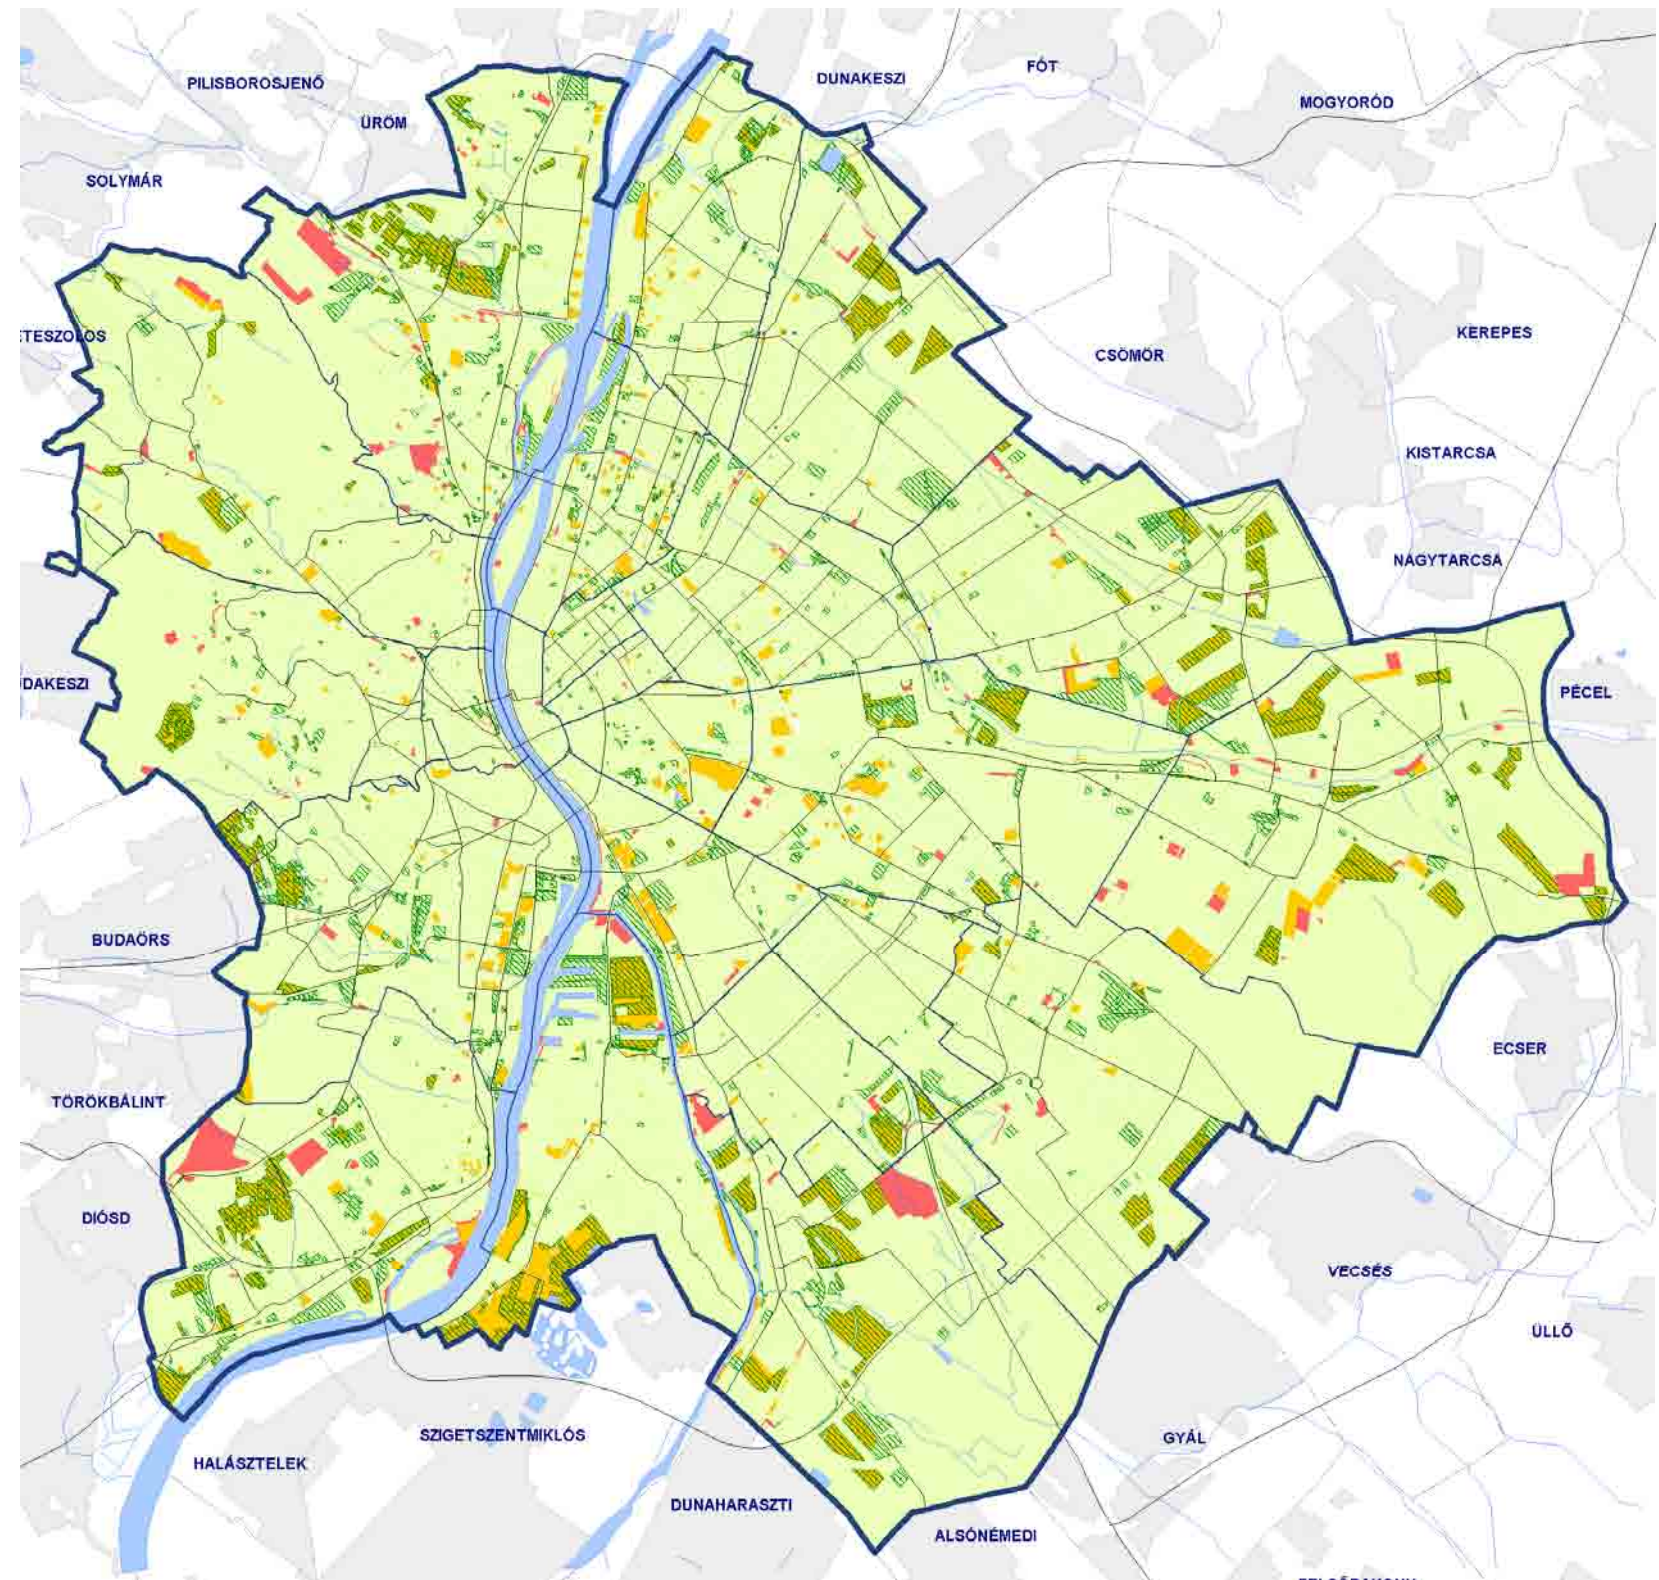 FÓT
DUNAKESZI
PILISBOROSJENŐ
MOGYORÓD
ÜRÖM
SOLYMÁR
KEREPES
CSÖMÖR
KISTARCSA
NAGYTARCSA
DAKESZI
PÉCEL
BUDAÖRS
ECSER
TÖRÖKBÁLINT
DIÓSD
VECSÉS
ÜLLŐ
SZIGETSZENTMIKLÓS
GYÁL
HALÁSZTELEK
DUNAHARASZTI
ALSÓNÉMEDI